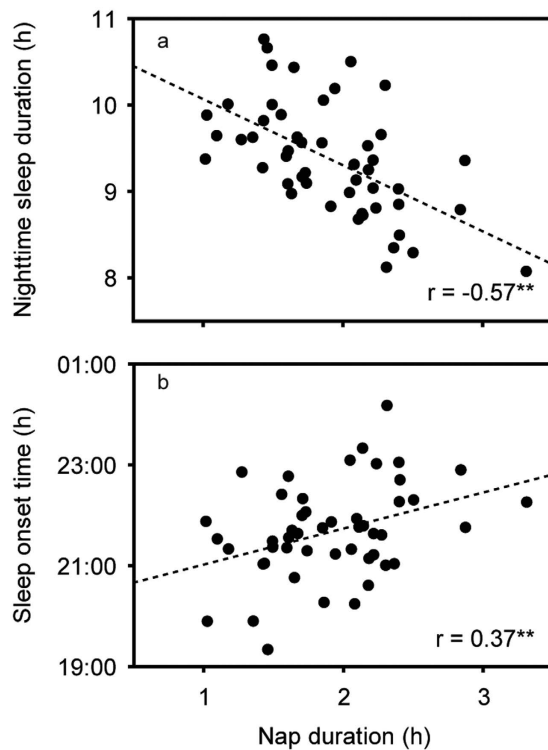 a
11
10
9
8
Nighttime sleep duration (h)
r = -0.57**
b
01:00
23:00
21:00
19:00
Sleep onset time (h)
r = 0.37**
1 2 3
Nap duration (h)